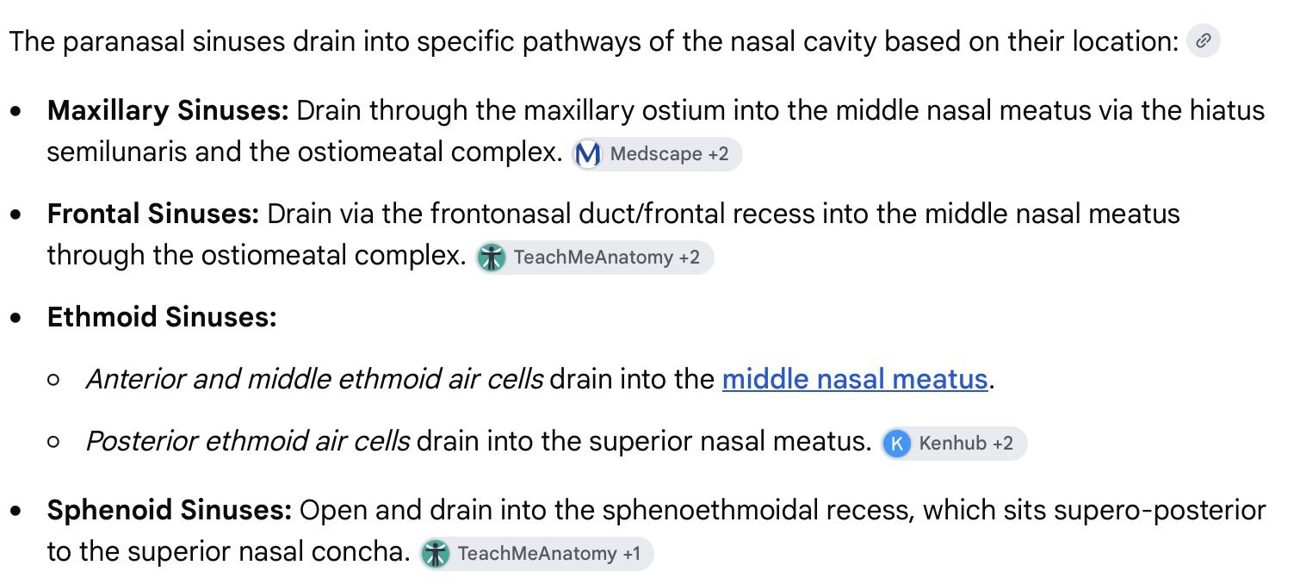 The paranasal sinuses drain into specific pathways of the nasal cavity based on their location:
• Maxillary Sinuses: Drain through the maxillary ostium into the middle nasal meatus via the hiatus
semilunaris and the ostiomeatal complex. M Medscape +2
• Frontal Sinuses: Drain via the frontonasal duct/frontal recess into the middle nasal meatus
through the ostiomeatal complex. TeachMeAnatomy +2
• Ethmoid Sinuses:
○ Anterior and middle ethmoid air cells drain into the middle nasal meatus.
○ Posterior ethmoid air cells drain into the superior nasal meatus. K Kenhub +2
• Sphenoid Sinuses: Open and drain into the sphenoethmoidal recess, which sits supero-posterior
to the superior nasal concha. TeachMeAnatomy +1